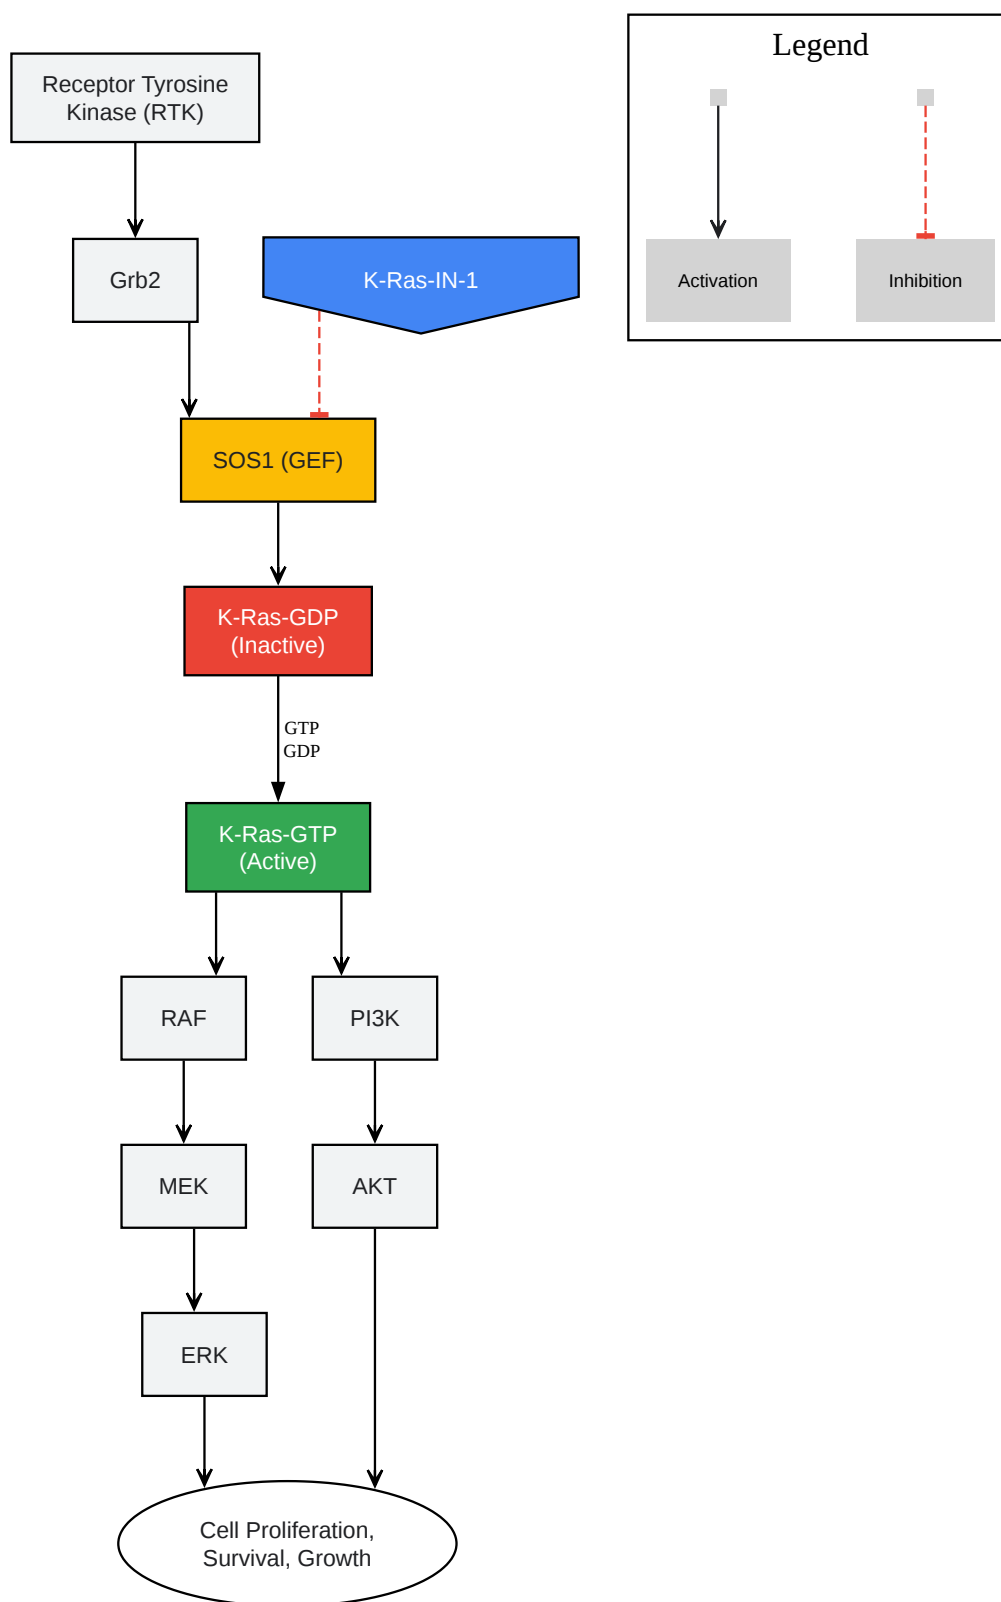 Legend
Receptor Tyrosine
Kinase (RTK)
Grb2
K-Ras-IN-1
Activation
Inhibition
SOS1 (GEF)
K-Ras-GDP
(Inactive)
GTP
GDP
K-Ras-GTP
(Active)
RAF
PI3K
MEK
AKT
ERK
Cell Proliferation,
Survival, Growth